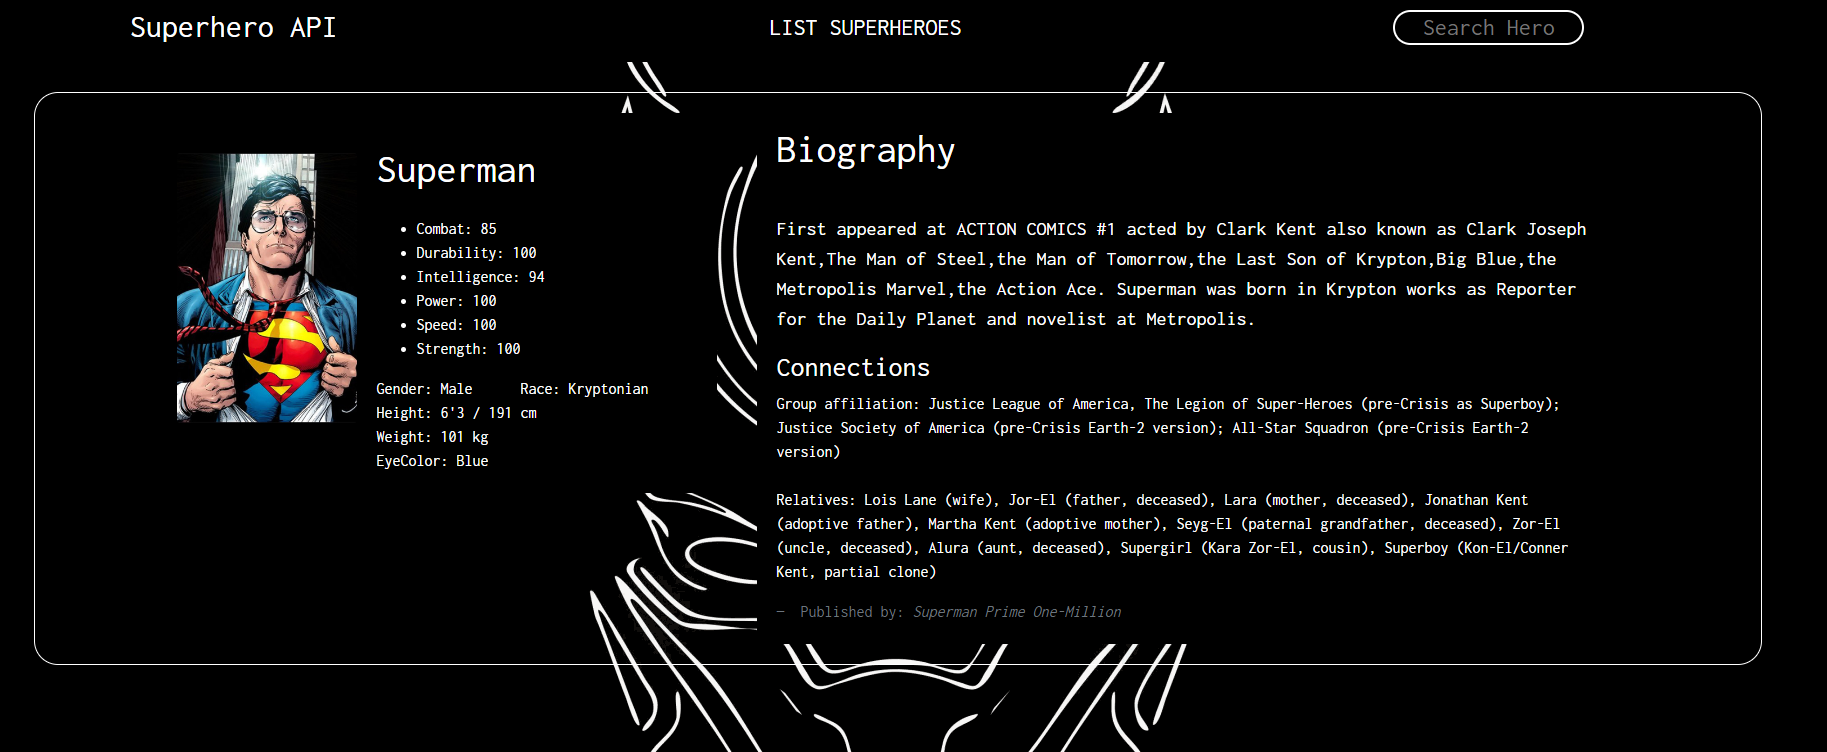 Superhero API
LIST SUPERHEROES
Search Hero
Superman
Combat: 85
Durability: 100
Intelligence: 94
Power: 100
Speed: 100
Strength: 100
Gender: Male Race: Kryptonian
Height: 6'3 / 191 cm
Weight: 101 kg
EyeColor: Blue
Biography
First appeared at ACTION COMICS #1 acted by Clark Kent also known as Clark Joseph
Kent,The Man of Steel,the Man of Tomorrow,the Last Son of Krypton,Big Blue,the
Metropolis Marvel,the Action Ace. Superman was born in Krypton works as Reporter
for the Daily Planet and novelist at Metropolis.
Connections
Group affiliation: Justice League of America, The Legion of Super-Heroes (pre-Crisis as Superboy);
Justice Society of America (pre-Crisis Earth-2 version); All-Star Squadron (pre-Crisis Earth-2
version)
Relatives: Lois Lane (wife), Jor-El (father, deceased), Lara (mother, deceased), Jonathan Kent
(adoptive father), Martha Kent (adoptive mother), Seyg-El (paternal grandfather, deceased), Zor-El
(uncle, deceased), Alura (aunt, deceased), Supergirl (Kara Zor-El, cousin), Superboy (Kon-El/Conner
Kent, partial clone)
— Published by: Superman Prime One-Million